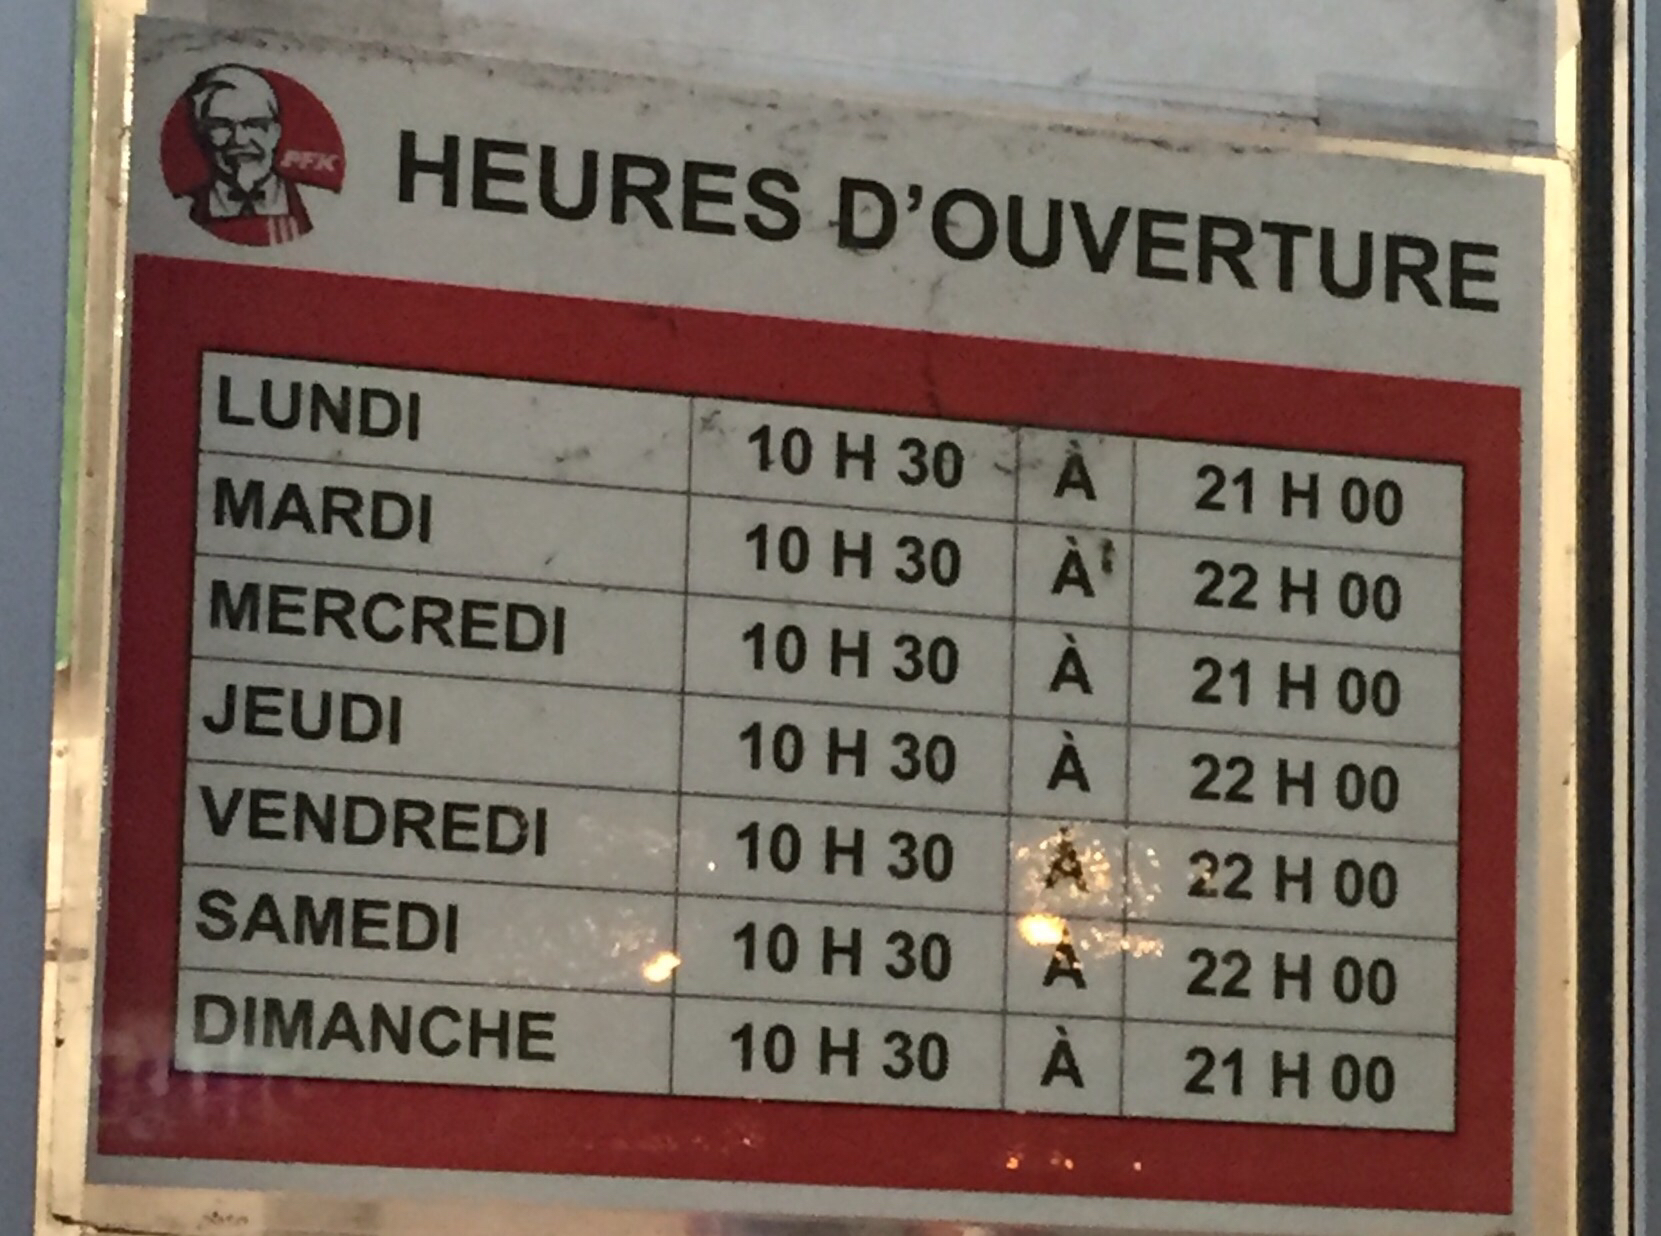 PFK
HEURES D'OUVERTURE
LUNDI 10 H 30 À 21 H 00
MARDI 10 H 30 À 22 H 00
MERCREDI 10 H 30 À 21 H 00
JEUDI 10 H 30 À 22 H 00
VENDREDI 10 H 30 À 22 H 00
SAMEDI 10 H 30 À 22 H 00
DIMANCHE 10 H 30 À 21 H 00